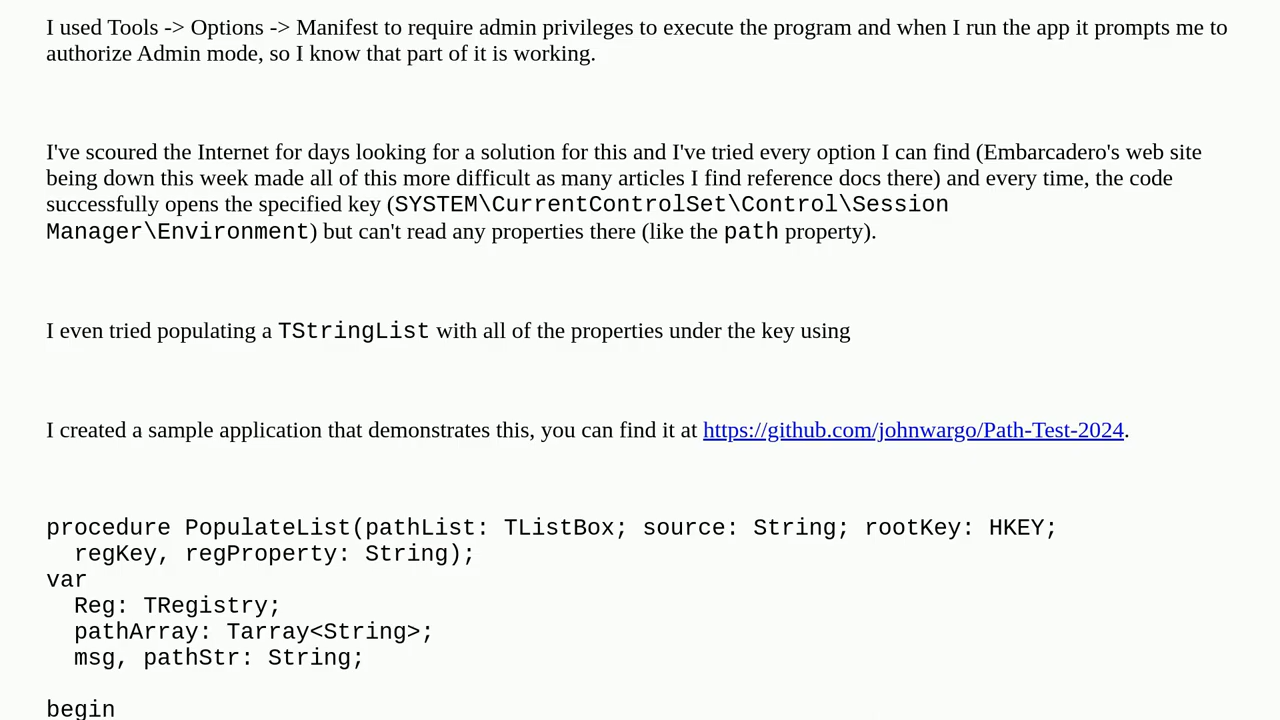 I used Tools -> Options -> Manifest to require admin privileges to execute the program and when I run the app it prompts me to
authorize Admin mode, so I know that part of it is working.
I've scoured the Internet for days looking for a solution for this and I've tried every option I can find (Embarcadero's web site
being down this week made all of this more difficult as many articles I find reference docs there) and every time, the code
successfully opens the specified key (SYSTEM\CurrentControlSet\Control\Session
Manager\Environment) but can't read any properties there (like the path property).
I even tried populating a TStringList with all of the properties under the key using
I created a sample application that demonstrates this, you can find it at https://github.com/johnwargo/Path-Test-2024.
procedure PopulateList(pathList: TListBox; source: String; rootKey: HKEY;
  regKey, regProperty: String);
var
  Reg: TRegistry;
  pathArray: Tarray<String>;
  msg, pathStr: String;
begin